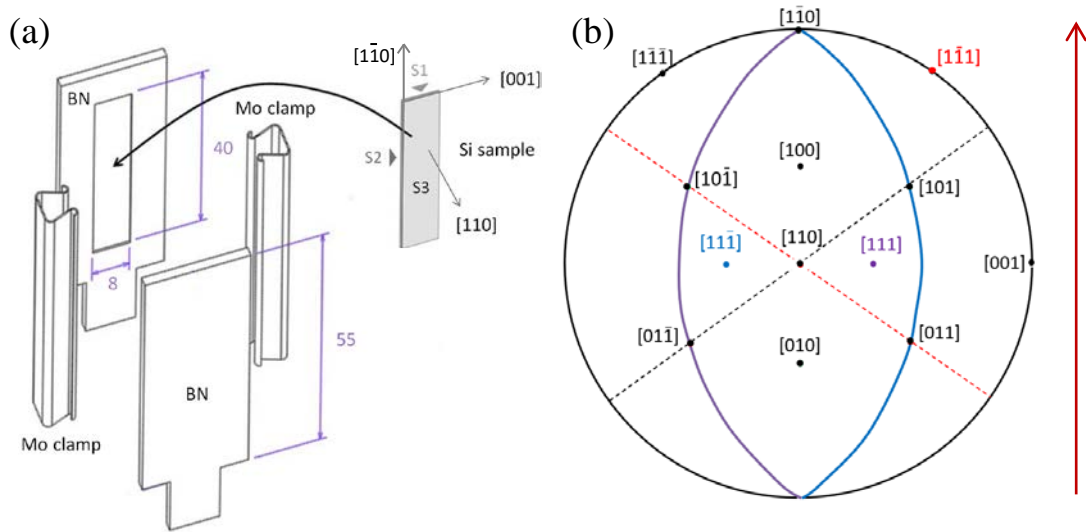 (a)
BN
40
8
Mo clamp
[11̅0]
S1
[001]
S2
Si sample
S3
[110]
55
BN
Mo clamp
(b)
[11̅0]
[11̅1̅]
[11̅1]
[100]
[101̅]
[101]
[110]
[111̅]
[111]
[001]
[011̅]
[011]
[010]